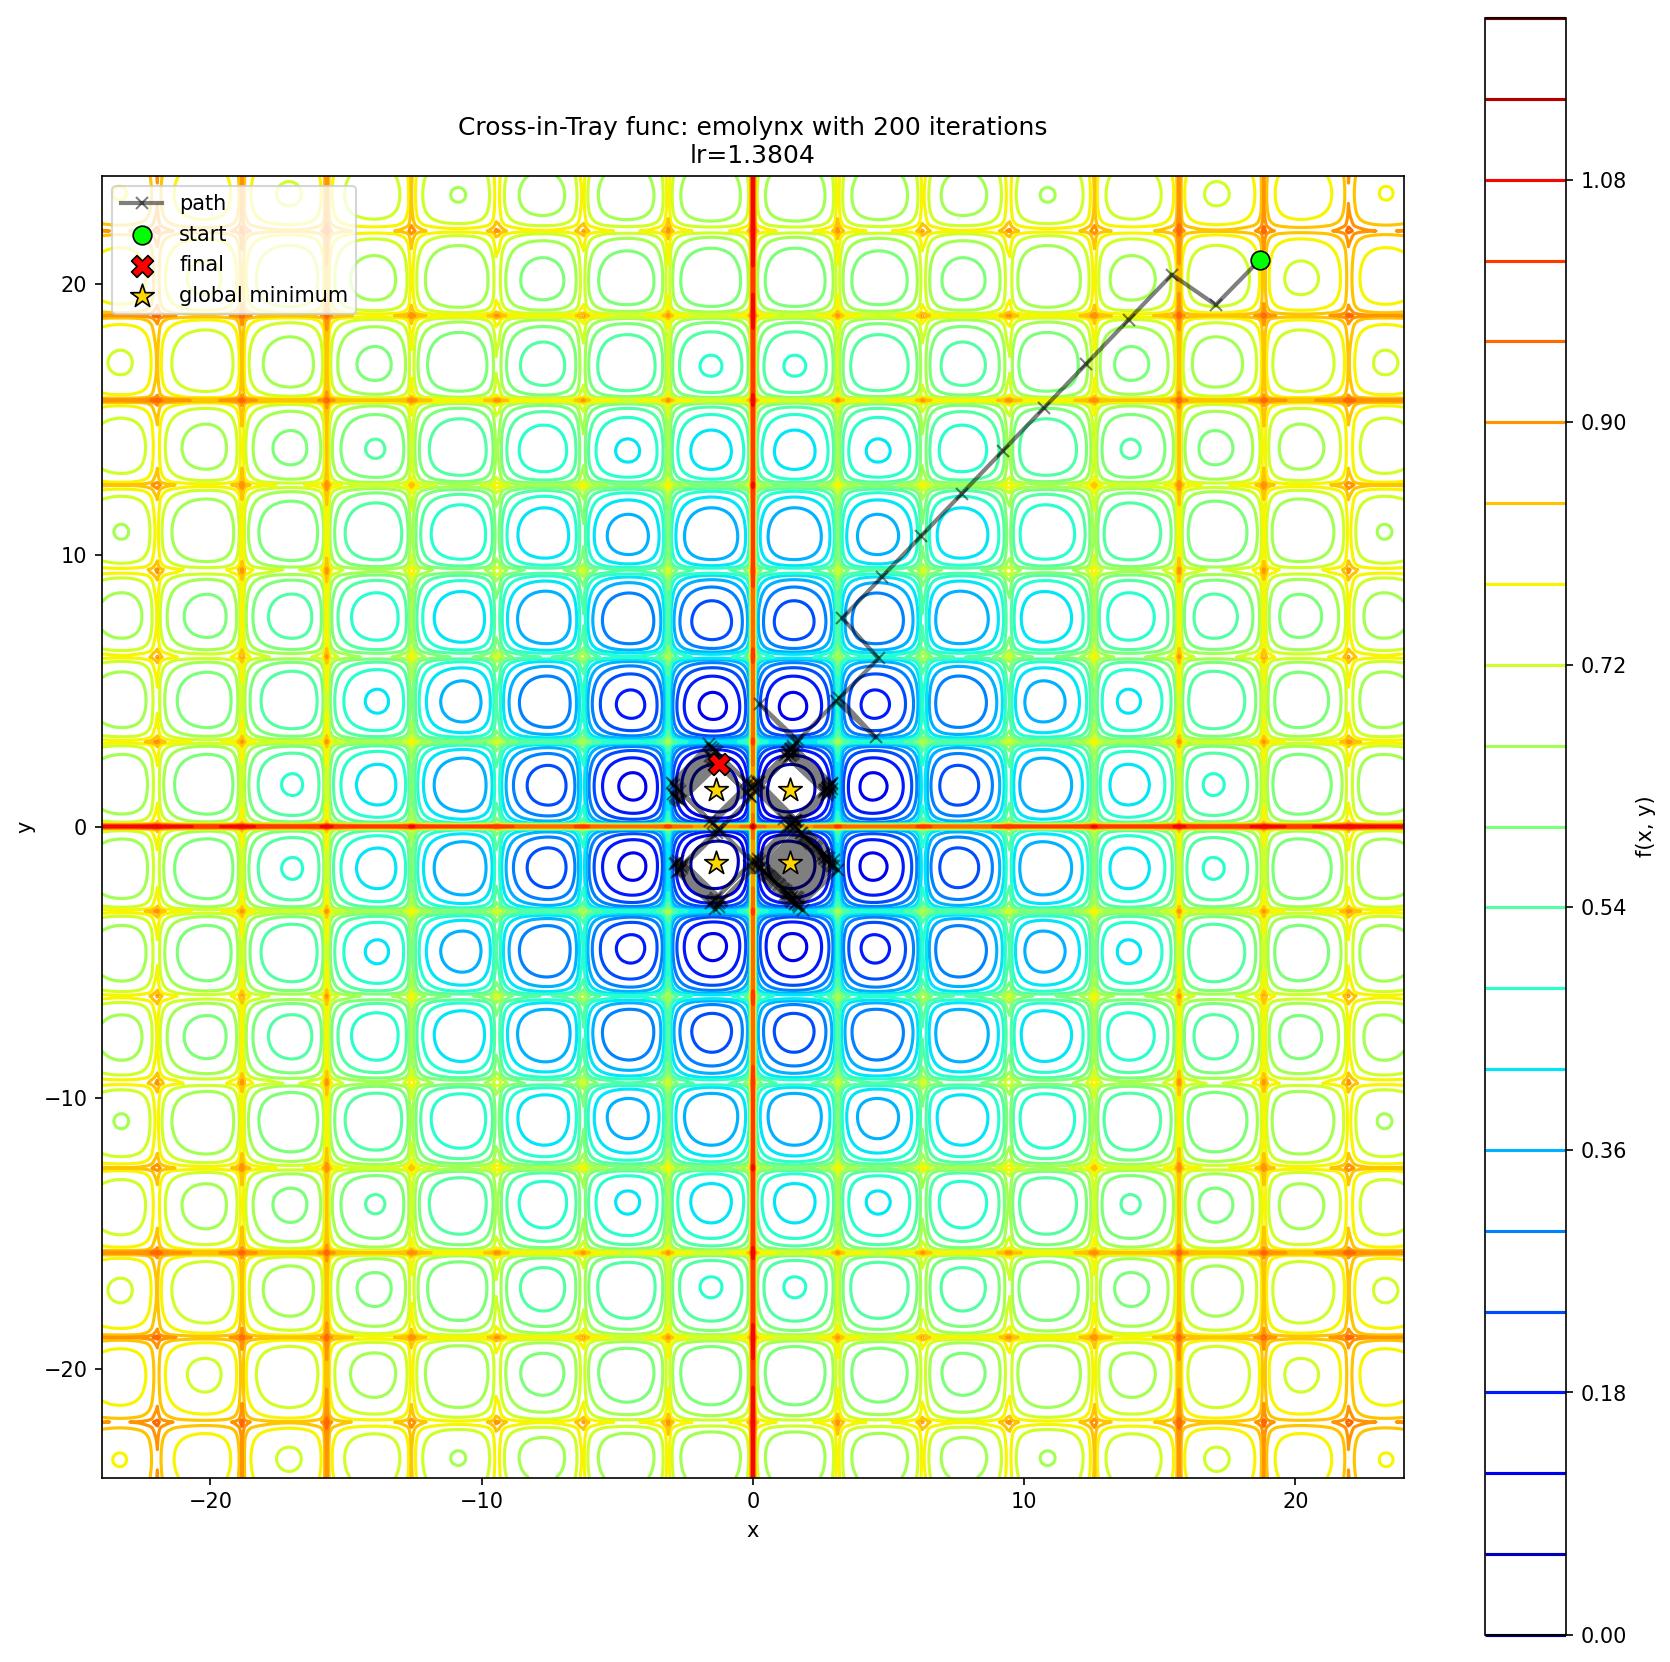 Cross-in-Tray func: emolynx with 200 iterations
lr=1.3804
path
start
final
global minimum
20
10
0
−10
−20
y
−20
−10
0
10
20
x
1.08
0.90
0.72
0.54
0.36
0.18
0.00
f(x, y)